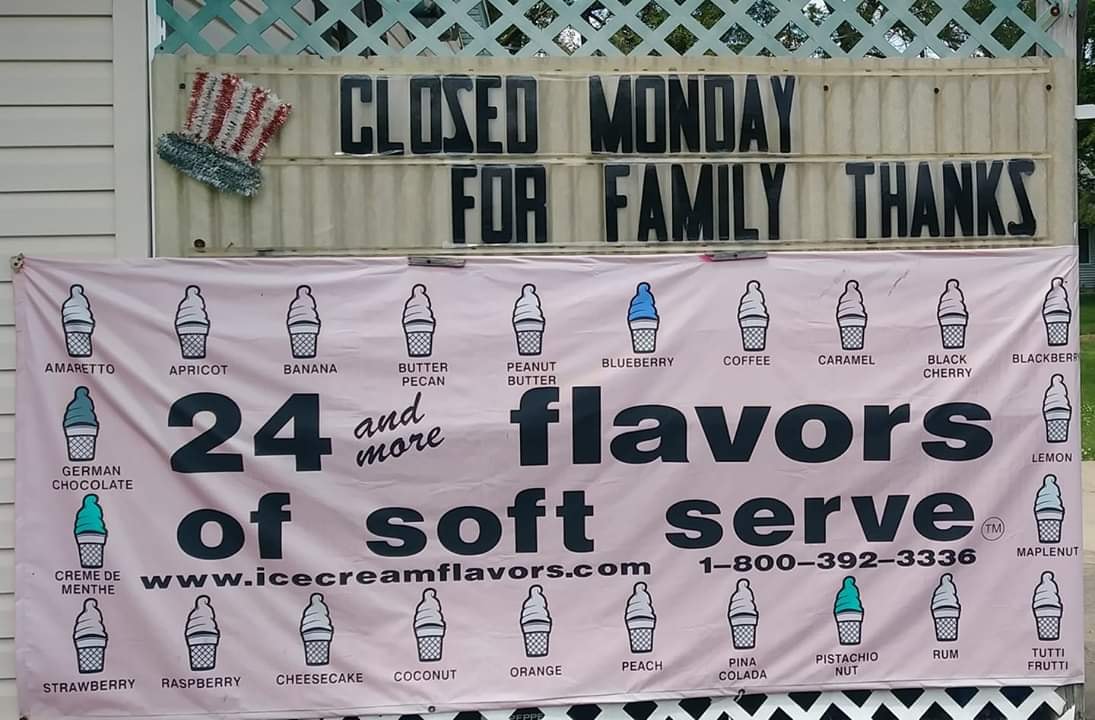 CLOSED MONDAY
FOR FAMILY THANKS
AMARETTO
APRICOT
BANANA
BUTTER
PECAN
PEANUT
BUTTER
BLUEBERRY
COFFEE
CARAMEL
BLACK
CHERRY
BLACKBERRY
24 and more flavors
of soft serve TM
www.icecreamflavors.com 1-800-392-3336
GERMAN
CHOCOLATE
CREME DE
MENTHE
LEMON
MAPLENUT
STRAWBERRY
RASPBERRY
CHEESECAKE
COCONUT
ORANGE
PEACH
PINA
COLADA
PISTACHIO
NUT
RUM
TUTTI
FRUTTI